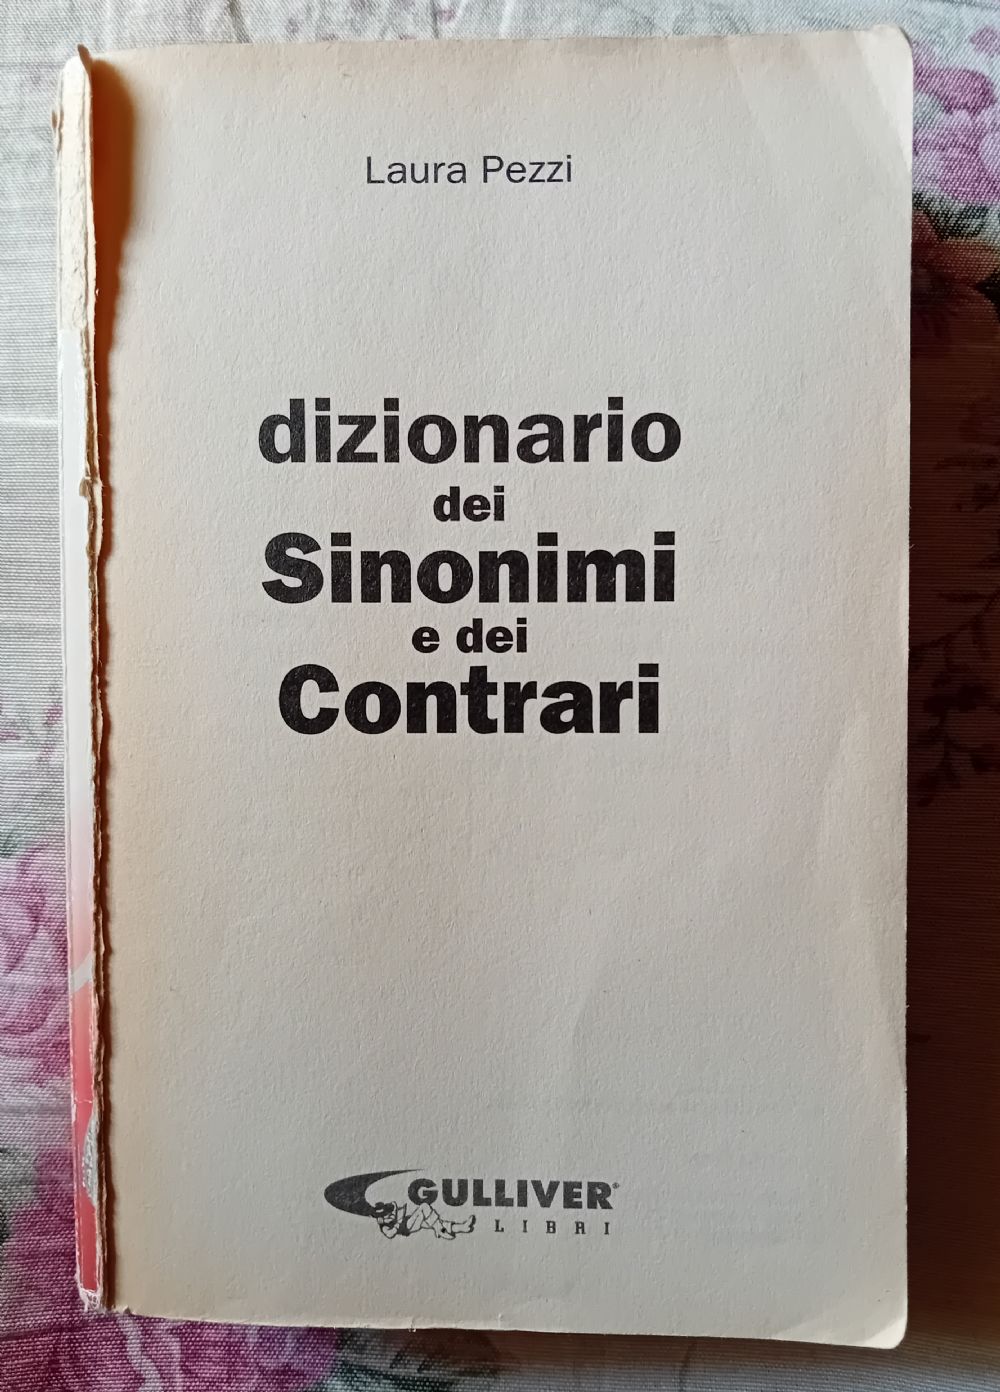 Laura Pezzi
dizionario
dei
Sinonimi
e dei
Contrari
GULLIVER®
LIBRI